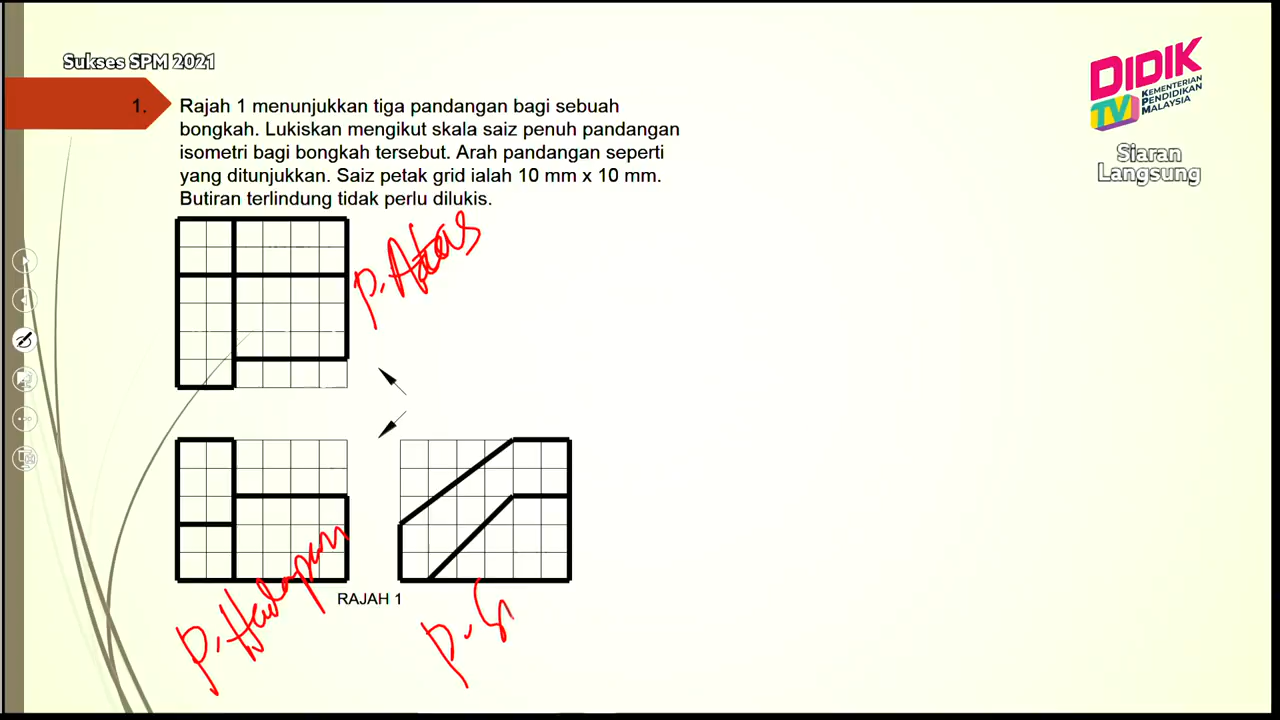 Sukses SPM 2021
1. Rajah 1 menunjukkan tiga pandangan bagi sebuah
bongkah. Lukiskan mengikut skala saiz penuh pandangan
isometri bagi bongkah tersebut. Arah pandangan seperti
yang ditunjukkan. Saiz petak grid ialah 10 mm x 10 mm.
Butiran terlindung tidak perlu dilukis.
DIDIK
TV
KEMENTERIAN
PENDIDIKAN
MALAYSIA
Siaran
Langsung
P. Atas
RAJAH 1
P. Hadapan
P. S